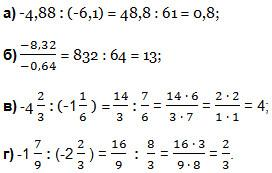 а) -4,88 : (-6,1) = 48,8 : 61 = 0,8;
б) \frac{-8,32}{-0,64} = 832 : 64 = 13;
в) -4 \frac{2}{3} : (-1 \frac{1}{6}) = \frac{14}{3} : \frac{7}{6} = \frac{14 \cdot 6}{3 \cdot 7} = \frac{2 \cdot 2}{1 \cdot 1} = 4;
г) -1 \frac{7}{9} : (-2 \frac{2}{3}) = \frac{16}{9} : \frac{8}{3} = \frac{16 \cdot 3}{9 \cdot 8} = \frac{2}{3}.